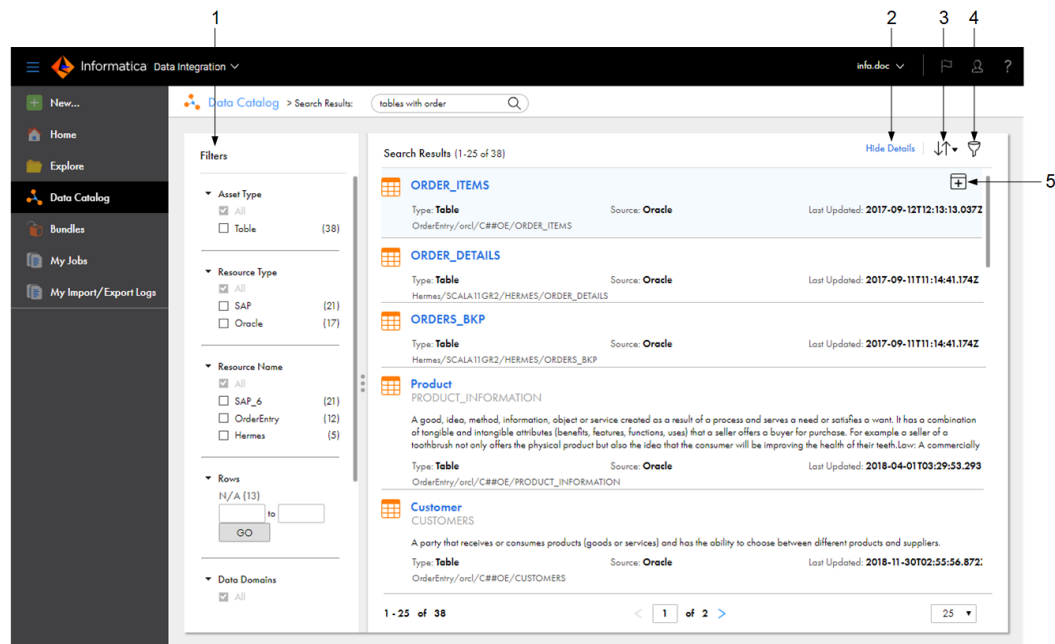 1
2
3
4
Informatica Data Integration
infa.doc
?
New...
Data Catalog > Search Results:
tables with order
Home
Explore
Data Catalog
Bundles
My Jobs
My Import/Export Logs
Filters
Asset Type
All
Table (38)
Resource Type
All
SAP (21)
Oracle (17)
Resource Name
All
SAP_6 (21)
OrderEntry (12)
Hermes (5)
Rows
N/A (13)
to
GO
Data Domains
All
Search Results (1-25 of 38)
Hide Details
5
ORDER_ITEMS
Type: Table Source: Oracle Last Updated: 2017-09-12T12:13:13.037Z
OrderEntry/orcl/C##OE/ORDER_ITEMS
ORDER_DETAILS
Type: Table Source: Oracle Last Updated: 2017-09-11T11:14:41.174Z
Hermes/SCALA11GR2/HERMES/ORDER_DETAILS
ORDERS_BKP
Type: Table Source: Oracle Last Updated: 2017-09-11T11:14:41.174Z
Hermes/SCALA11GR2/HERMES/ORDERS_BKP
Product
PRODUCT_INFORMATION
A good, idea, method, information, object or service created as a result of a process and serves a need or satisfies a want. It has a combination
of tangible and intangible attributes (benefits, features, functions, uses) that a seller offers a buyer for purchase. For example a seller of a
toothbrush not only offers the physical product but also the idea that the consumer will be improving the health of their teeth.Law: A commercially
Type: Table Source: Oracle Last Updated: 2018-04-01T03:29:53.293
OrderEntry/orcl/C##OE/PRODUCT_INFORMATION
Customer
CUSTOMERS
A party that receives or consumes products (goods or services) and has the ability to choose between different products and suppliers.
Type: Table Source: Oracle Last Updated: 2018-11-30T02:55:56.872
OrderEntry/orcl/C##OE/CUSTOMERS
1 - 25 of 38
1 of 2
25